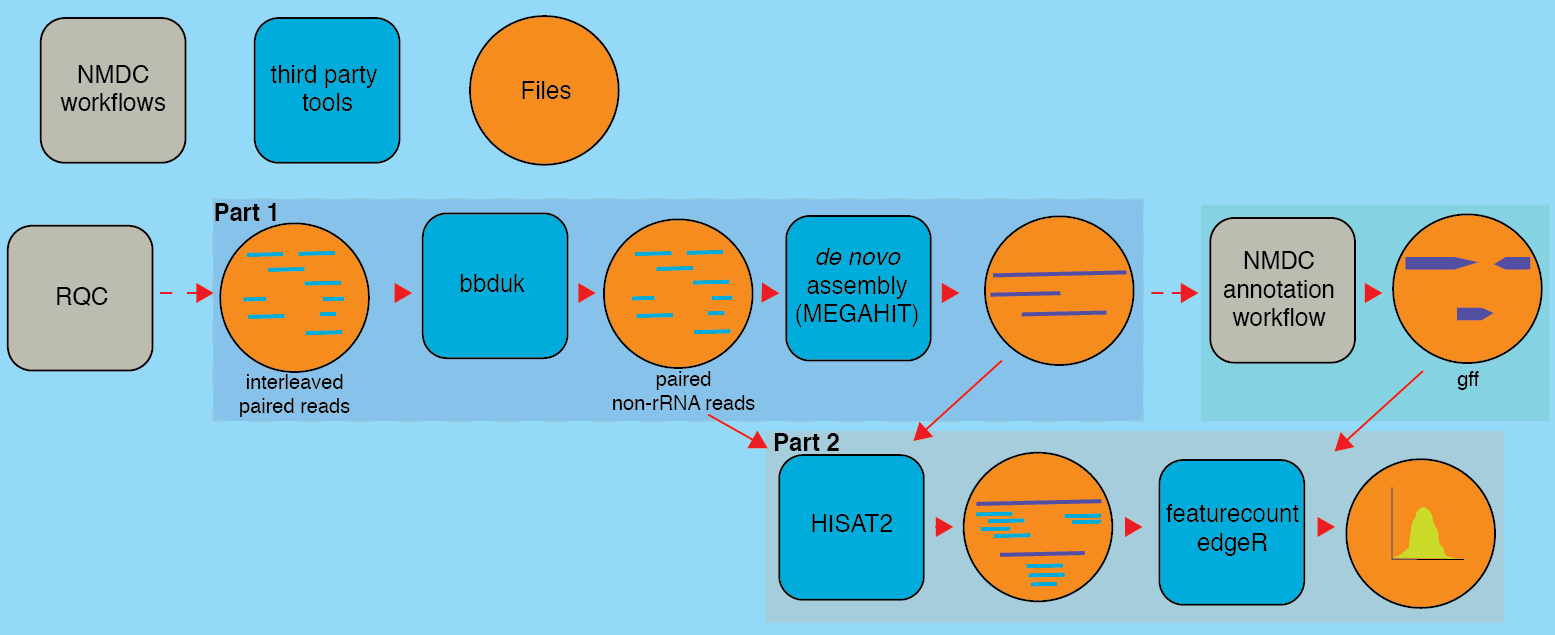 NMDC
workflows
third party
tools
Files
Part 1
RQC
interleaved
paired reads
bbduk
paired
non-rRNA reads
de novo
assembly
(MEGAHIT)
NMDC
annotation
workflow
gff
Part 2
HISAT2
featurecount
edgeR